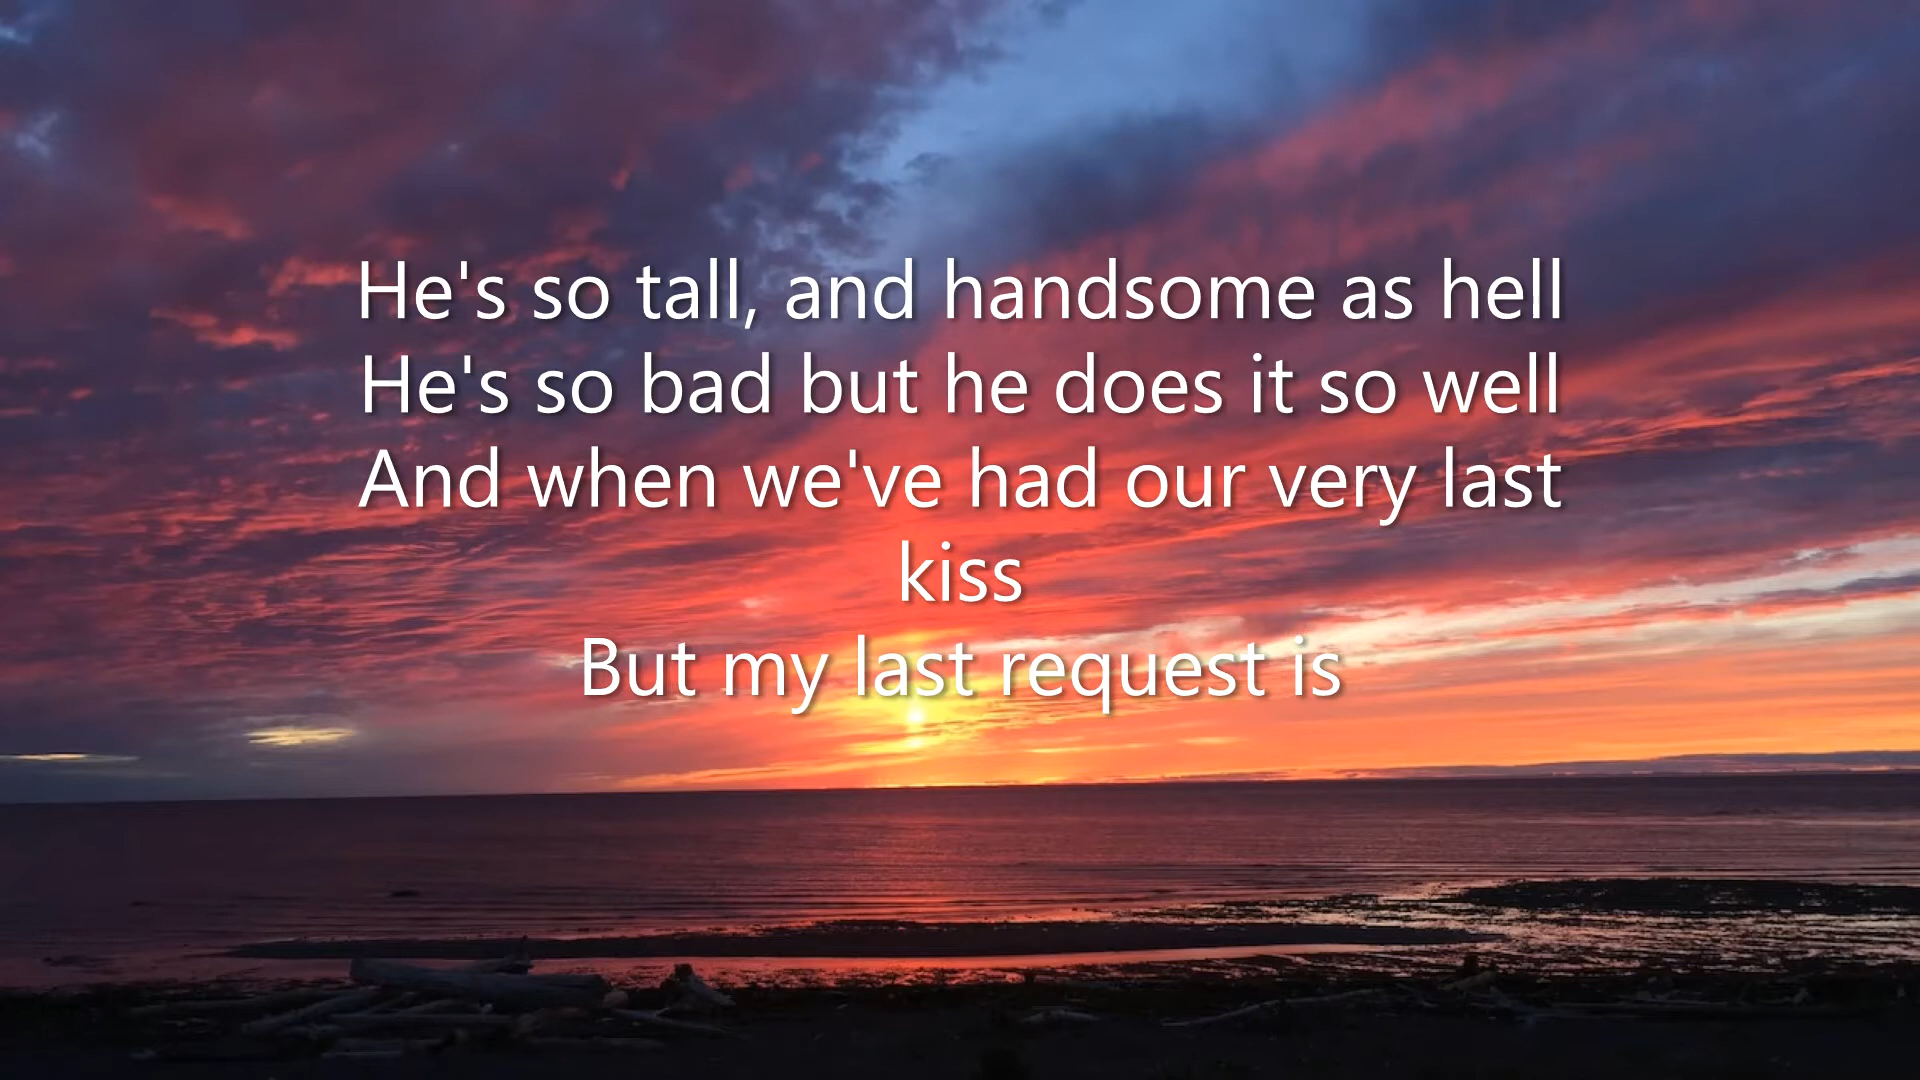 He's so tall, and handsome as hell
He's so bad but he does it so well
And when we've had our very last
kiss
But my last request is